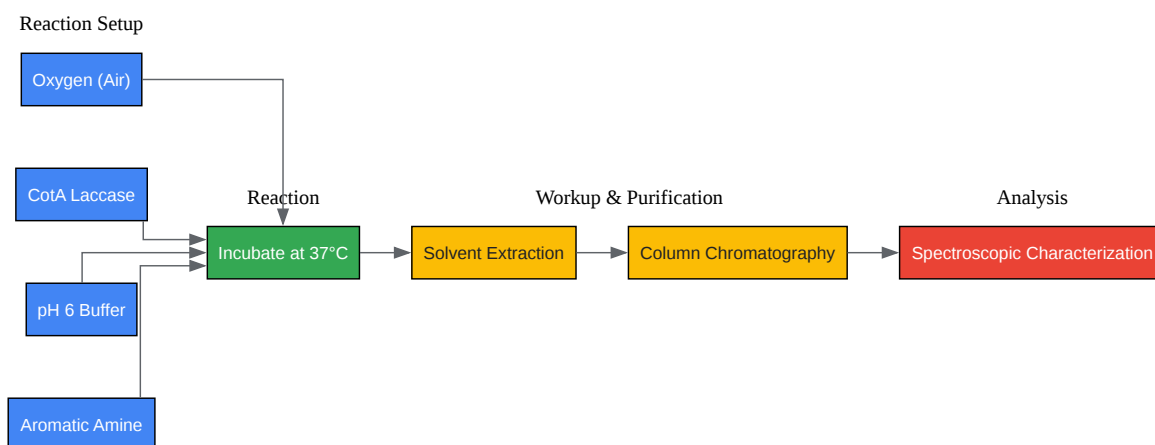 Reaction Setup
Oxygen (Air)
CotA Laccase
pH 6 Buffer
Aromatic Amine
Reaction
Incubate at 37°C
Workup & Purification
Solvent Extraction
Column Chromatography
Analysis
Spectroscopic Characterization